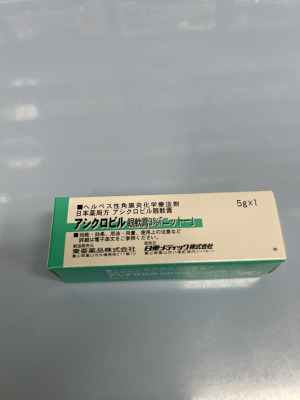 ■ヘルペス性角膜炎化学療法剤
日本薬局方 アシクロビル眼軟膏
アシクロビル眼軟膏3%「ニットー」
5g×1
■効能・効果、用法・用量、使用上の注意など
詳細は電子添文をご参照ください。
製造販売元
東亜薬品株式会社
発売元
日東メディック株式会社